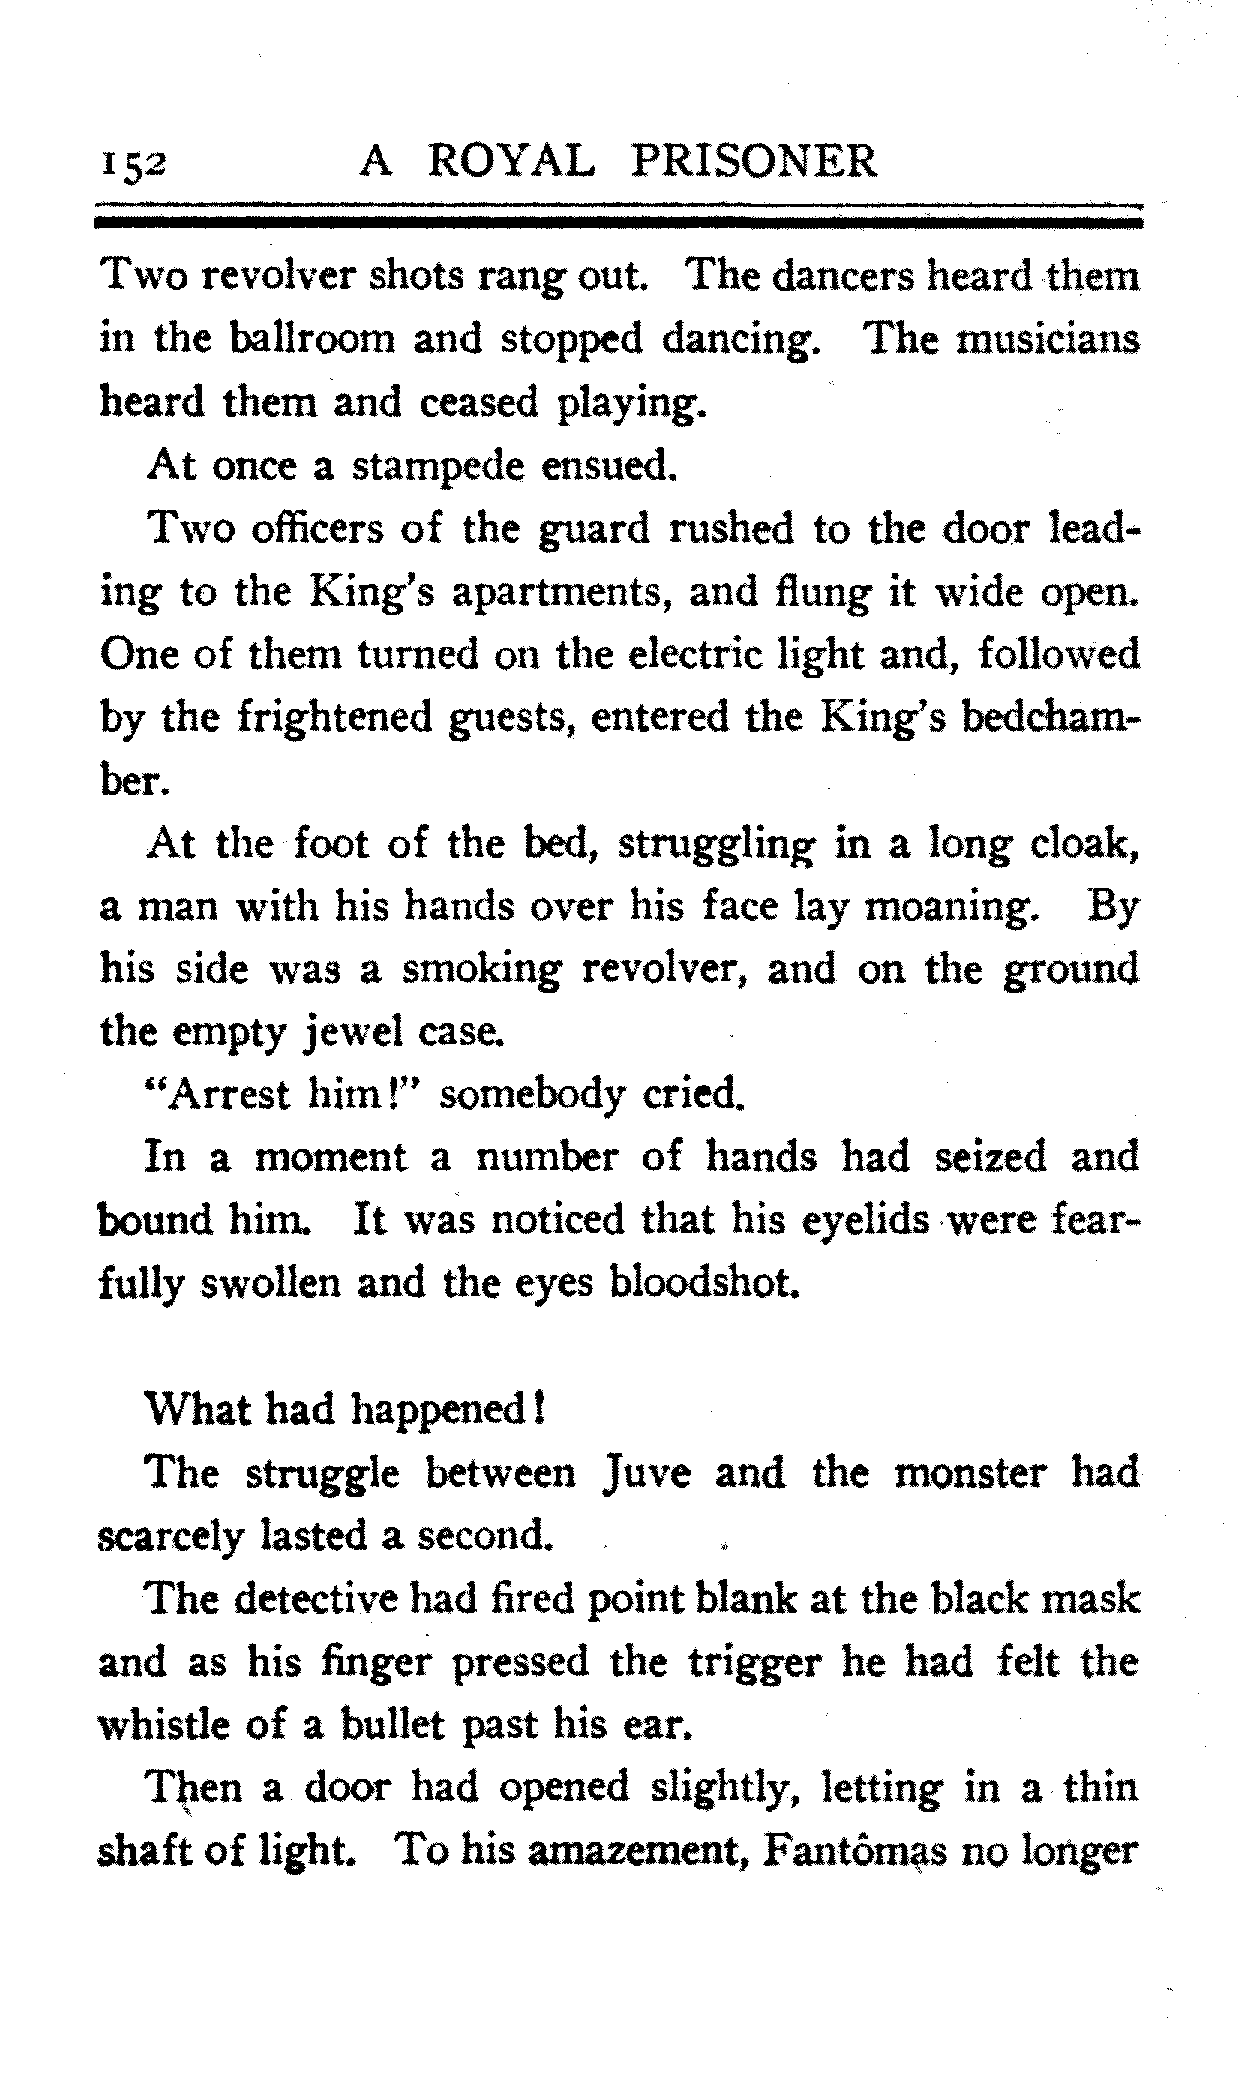 152 A ROYAL PRISONER
Two revolver shots rang out. The dancers heard them
in the ballroom and stopped dancing. The musicians
heard them and ceased playing.
At once a stampede ensued.
Two officers of the guard rushed to the door lead-
ing to the King's apartments, and flung it wide open.
One of them turned on the electric light and, followed
by the frightened guests, entered the King's bedcham-
ber.
At the foot of the bed, struggling in a long cloak,
a man with his hands over his face lay moaning. By
his side was a smoking revolver, and on the ground
the empty jewel case.
"Arrest him!" somebody cried.
In a moment a number of hands had seized and
bound him. It was noticed that his eyelids were fear-
fully swollen and the eyes bloodshot.
What had happened!
The struggle between Juve and the monster had
scarcely lasted a second.
The detective had fired point blank at the black mask
and as his finger pressed the trigger he had felt the
whistle of a bullet past his ear.
Then a door had opened slightly, letting in a thin
shaft of light. To his amazement, Fantômas no longer